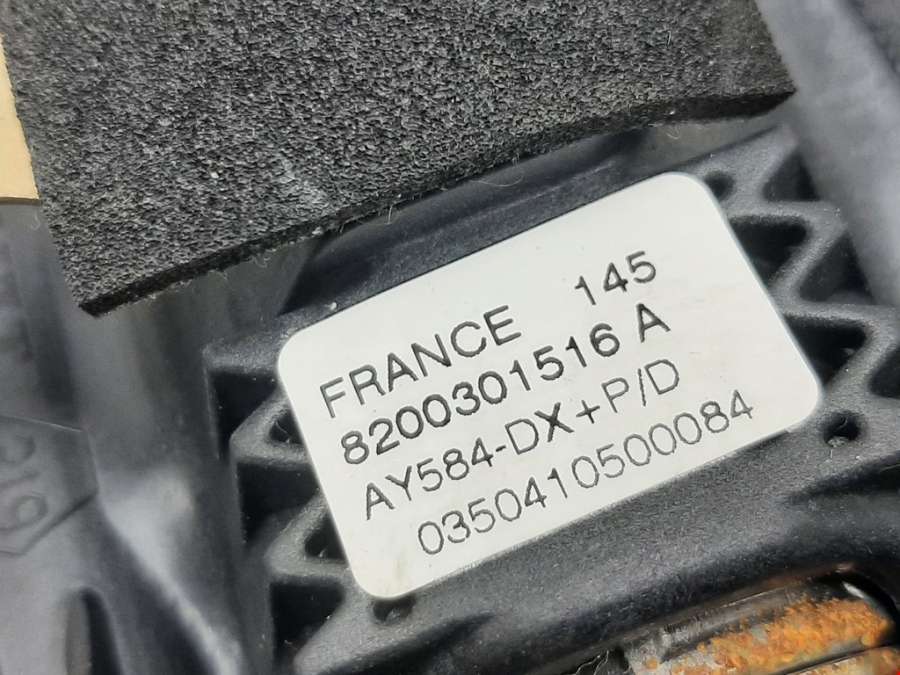 FRANCE 145
8200301516 A
AY584-DX+P/D
0350410500084